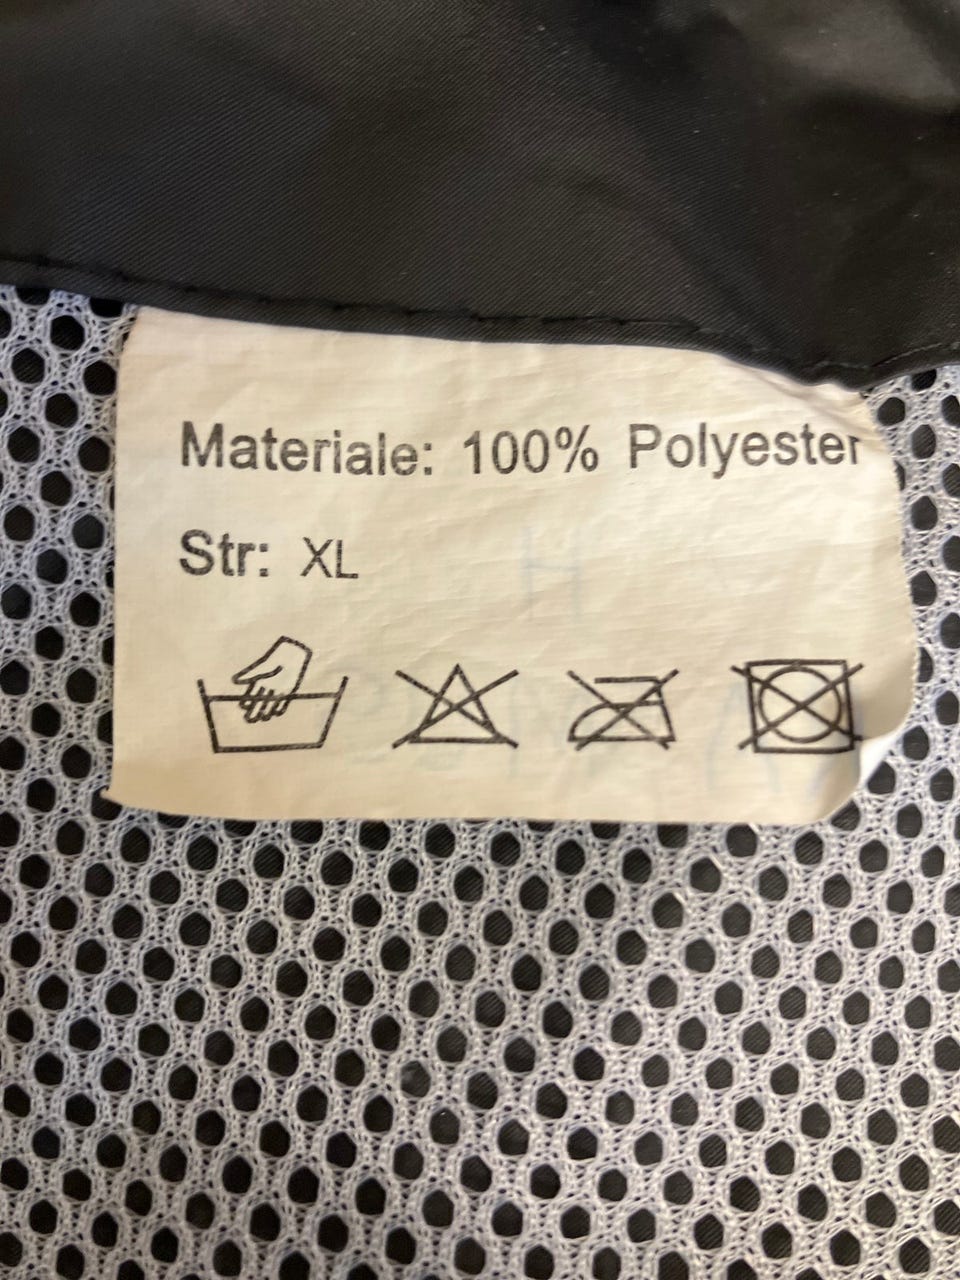 Materiale: 100% Polyester
Str: XL